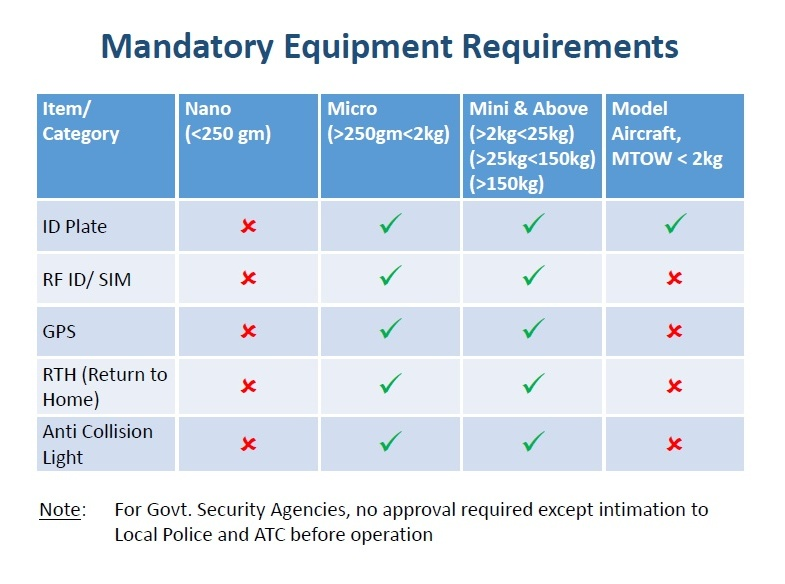 Mandatory Equipment Requirements
Item/
Category
Nano
(<250 gm)
Micro
(>250gm<2kg)
Mini & Above
(>2kg<25kg)
(>25kg<150kg)
(>150kg)
Model
Aircraft,
MTOW < 2kg
ID Plate ✘ ✓ ✓ ✓
RF ID/ SIM ✘ ✓ ✓ ✘
GPS ✘ ✓ ✓ ✘
RTH (Return to
Home) ✘ ✓ ✓ ✘
Anti Collision
Light ✘ ✓ ✓ ✘
Note: For Govt. Security Agencies, no approval required except intimation to
Local Police and ATC before operation